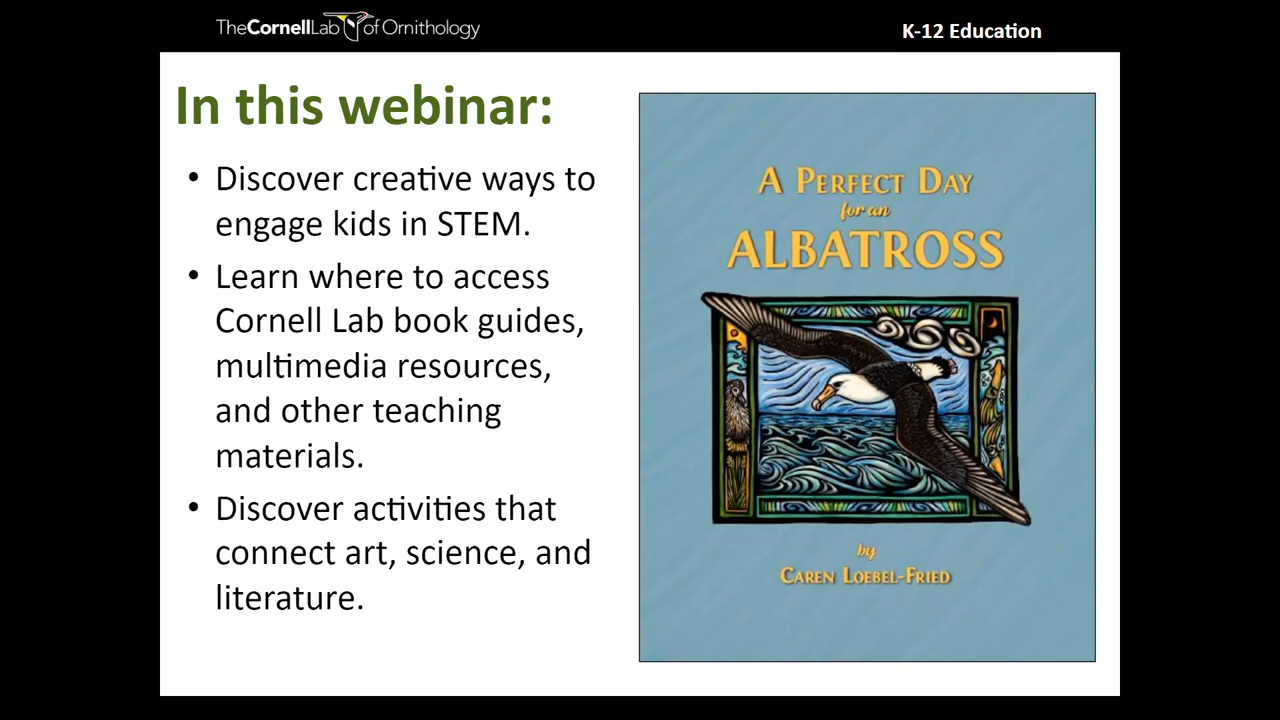 TheCornellLab of Ornithology
K-12 Education
In this webinar:
• Discover creative ways to
engage kids in STEM.
• Learn where to access
Cornell Lab book guides,
multimedia resources,
and other teaching
materials.
• Discover activities that
connect art, science, and
literature.
A PERFECT DAY
for an
ALBATROSS
by
CAREN LOEBEL-FRIED